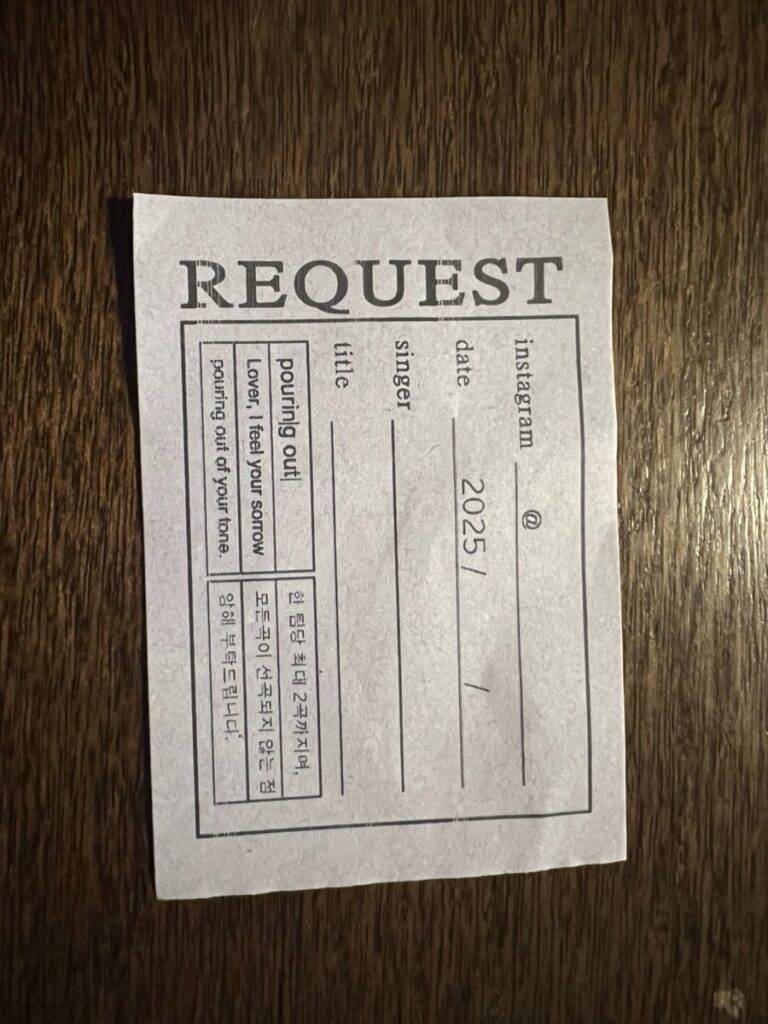 REQUEST
instagram @
date 2025 / /
singer
title
pouring out
Lover, I feel your sorrow
pouring out of your tone.
한 팀당 최대 2곡까지며,
모든곡이 선곡되지 않는 점
양해 부탁드립니다.